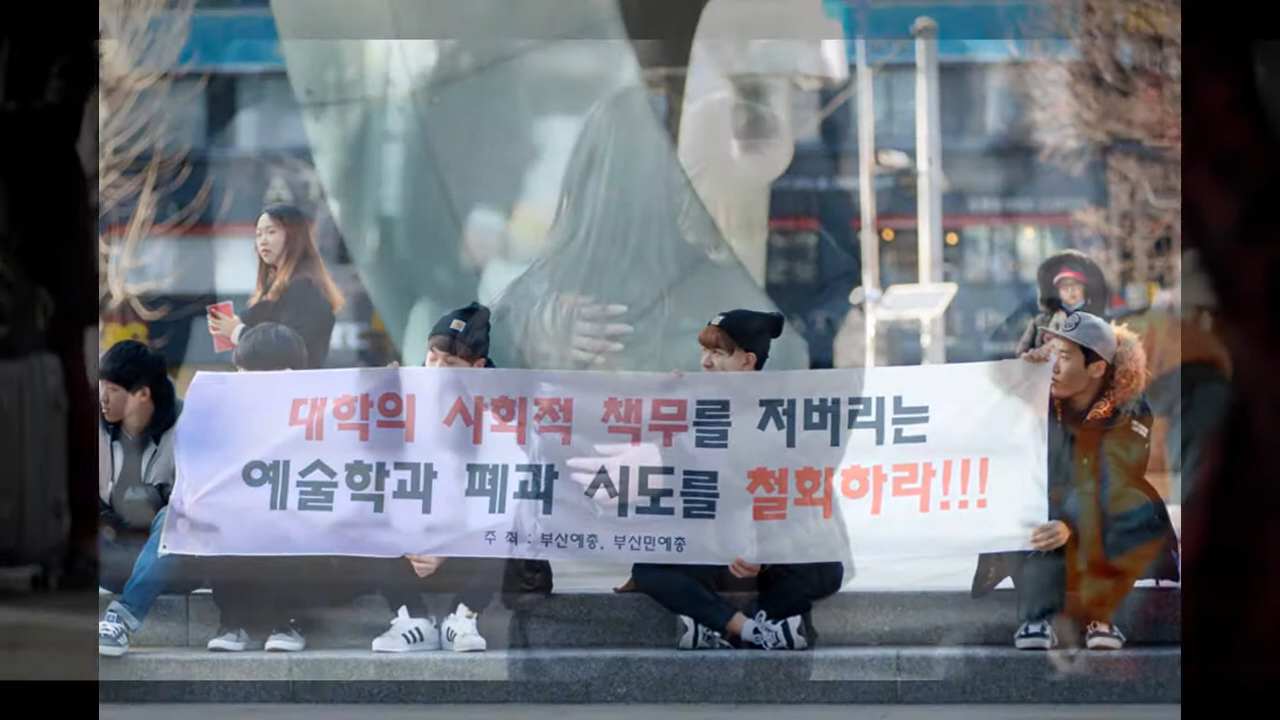 대학의 사회적 책무를 저버리는
예술학과 폐과 시도를 철회하라!!!
주최 : 부산예총, 부산민예총